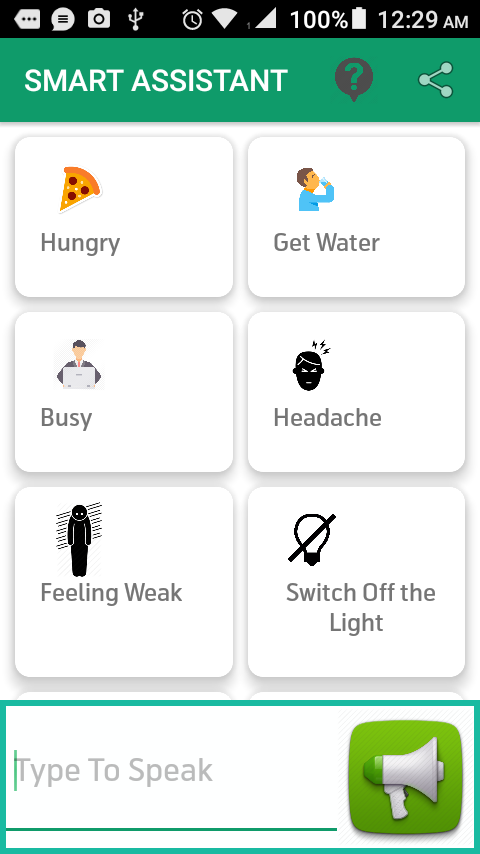 1 100% 12:29 AM
SMART ASSISTANT ?
Hungry
Get Water
Busy
Headache
Feeling Weak
Switch Off the
Light
Type To Speak